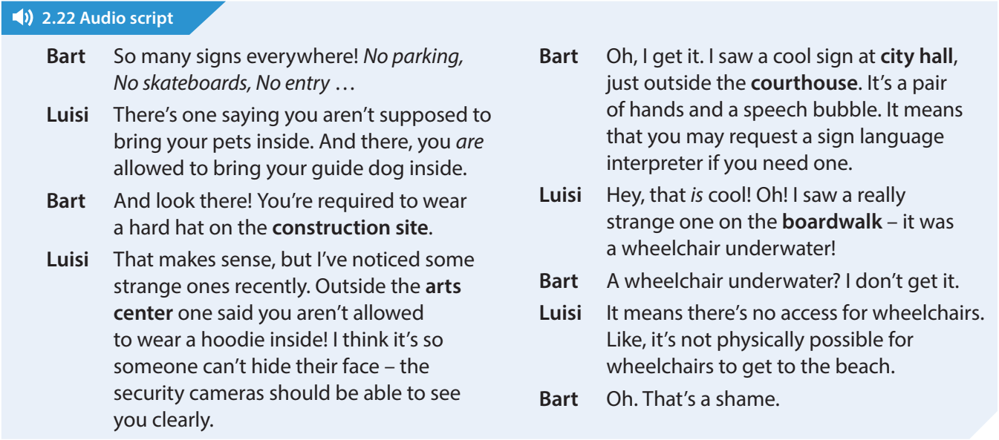 2.22 Audio script
Bart So many signs everywhere! No parking,
No skateboards, No entry …
Luisi There’s one saying you aren’t supposed to
bring your pets inside. And there, you are
allowed to bring your guide dog inside.
Bart And look there! You’re required to wear
a hard hat on the construction site.
Luisi That makes sense, but I’ve noticed some
strange ones recently. Outside the arts
center one said you aren’t allowed
to wear a hoodie inside! I think it’s so
someone can’t hide their face – the
security cameras should be able to see
you clearly.
Bart Oh, I get it. I saw a cool sign at city hall,
just outside the courthouse. It’s a pair
of hands and a speech bubble. It means
that you may request a sign language
interpreter if you need one.
Luisi Hey, that is cool! Oh! I saw a really
strange one on the boardwalk – it was
a wheelchair underwater!
Bart A wheelchair underwater? I don’t get it.
Luisi It means there’s no access for wheelchairs.
Like, it’s not physically possible for
wheelchairs to get to the beach.
Bart Oh. That’s a shame.